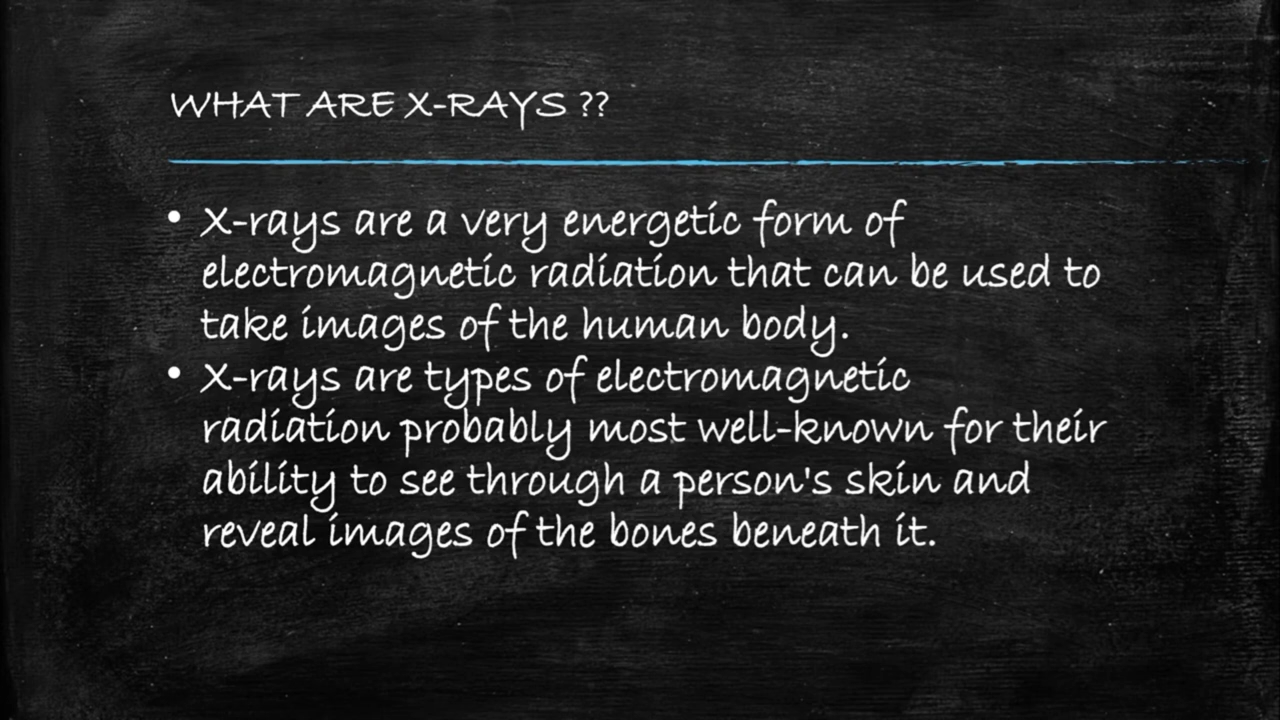 WHAT ARE X-RAYS ??
• X-rays are a very energetic form of
electromagnetic radiation that can be used to
take images of the human body.
• X-rays are types of electromagnetic
radiation probably most well-known for their
ability to see through a person's skin and
reveal images of the bones beneath it.